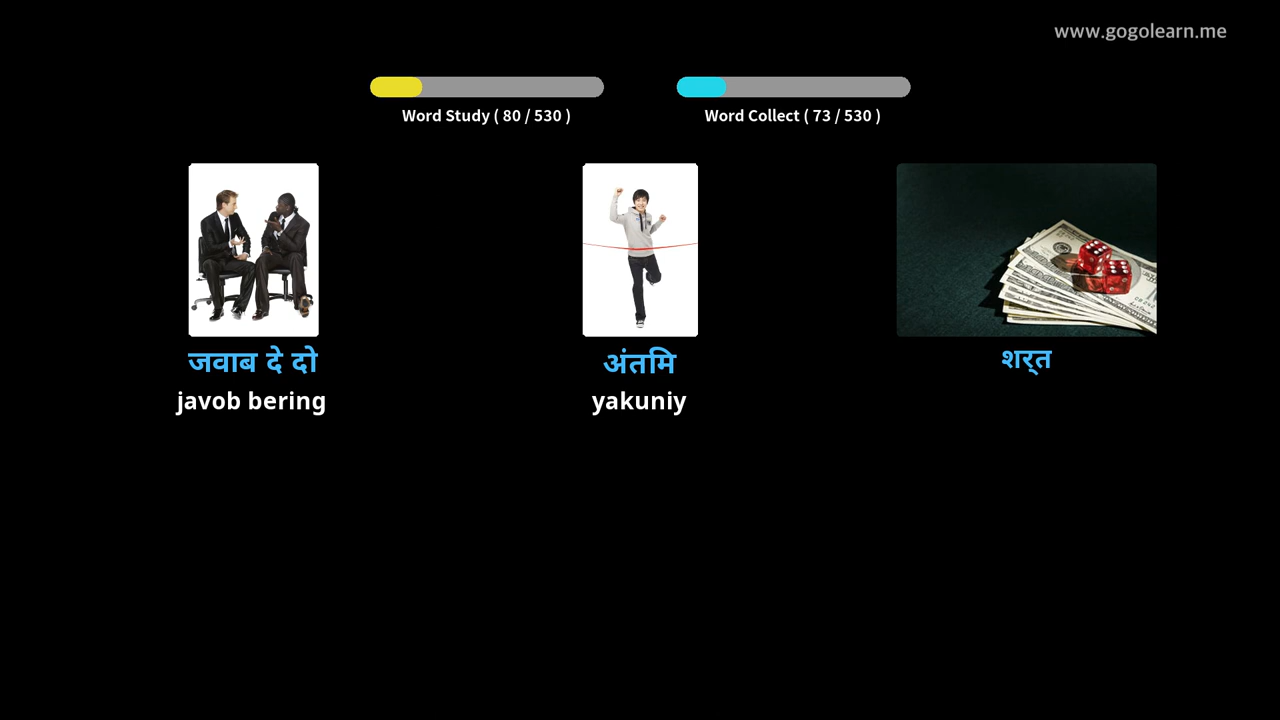 www.gogolearn.me
Word Study ( 80 / 530 )
Word Collect ( 73 / 530 )
जवाब दे दो
javob bering
अंतमि
yakuniy
शर्त